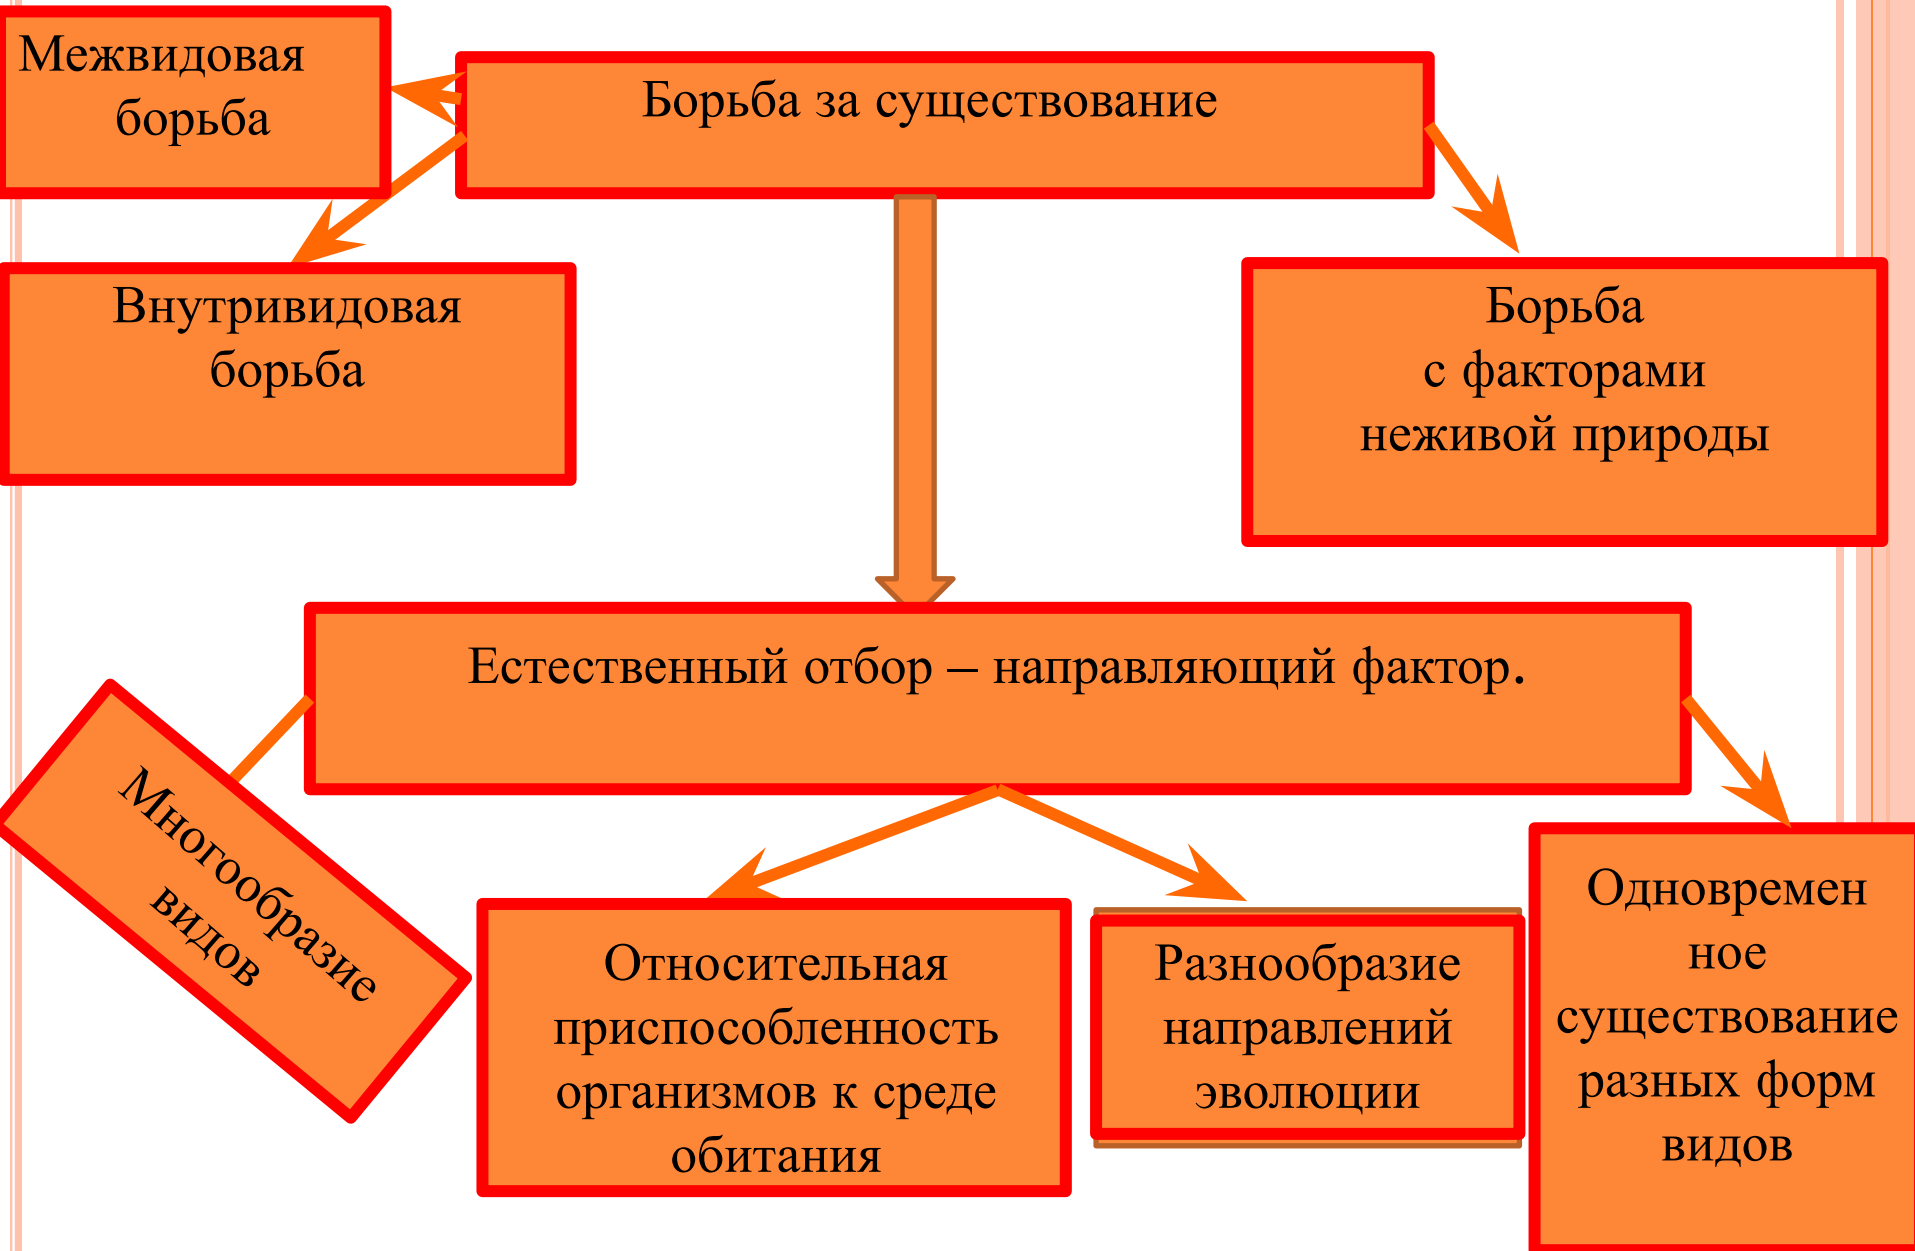 Межвидовая
борьба
Борьба за существование
Внутривидовая
борьба
Борьба
с факторами
неживой природы
Естественный отбор – направляющий фактор.
Многообразие
видов
Относительная
приспособленность
организмов к среде
обитания
Разнообразие
направлений
эволюции
Одновремен
ное
существование
разных форм
видов